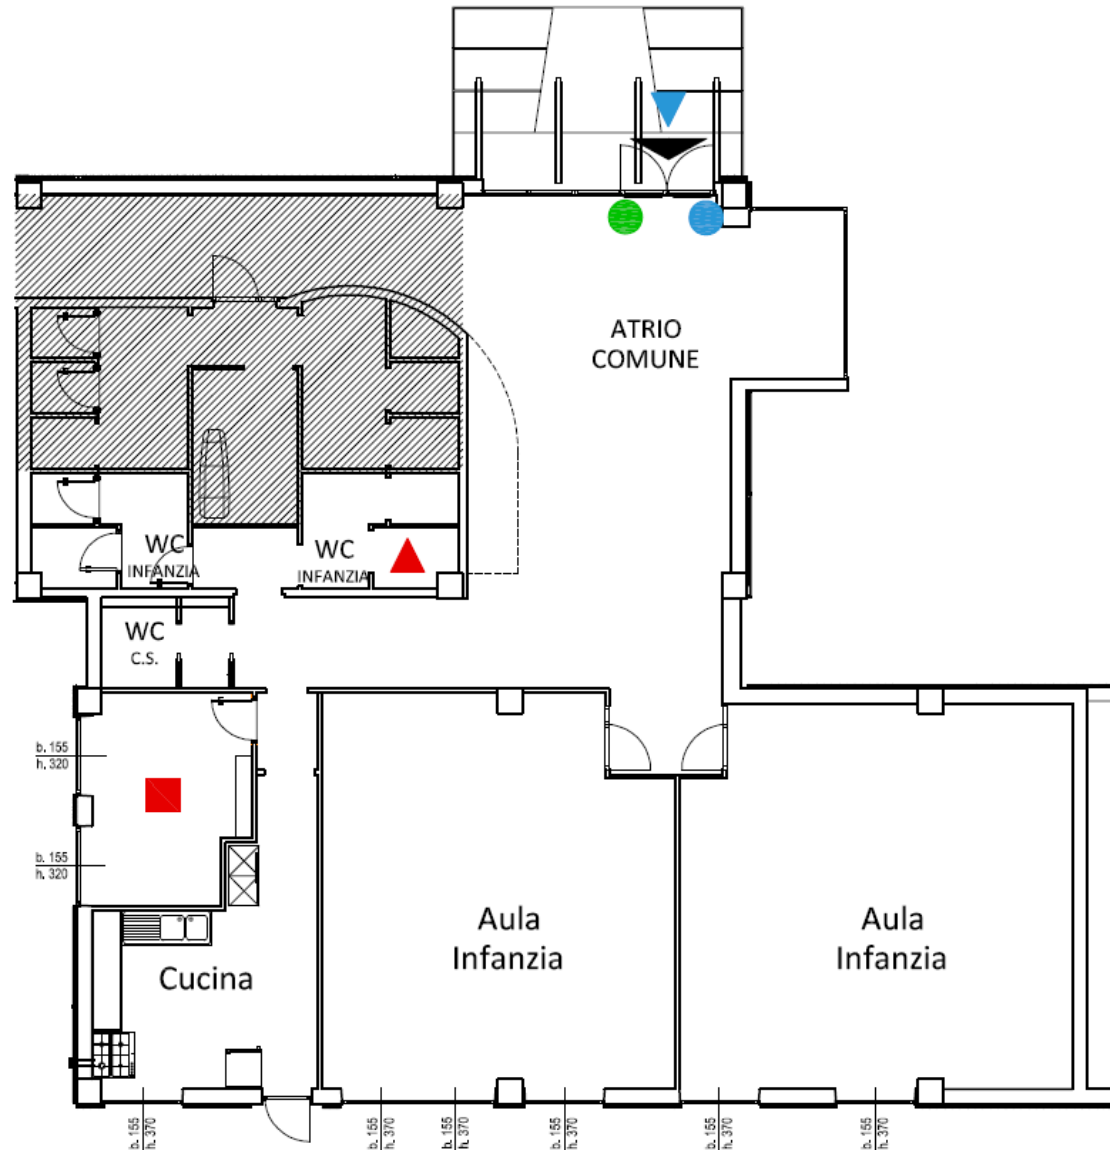 ATRIO
COMUNE
WC
INFANZIA
WC
INFANZIA
WC
C.S.
b. 155
h. 320
b. 155
h. 320
Aula
Infanzia
Aula
Infanzia
Cucina
b. 155
h. 370
b. 155
h. 370
b. 155
h. 370
b. 155
h. 370
b. 155
h. 370
b. 155
h. 370